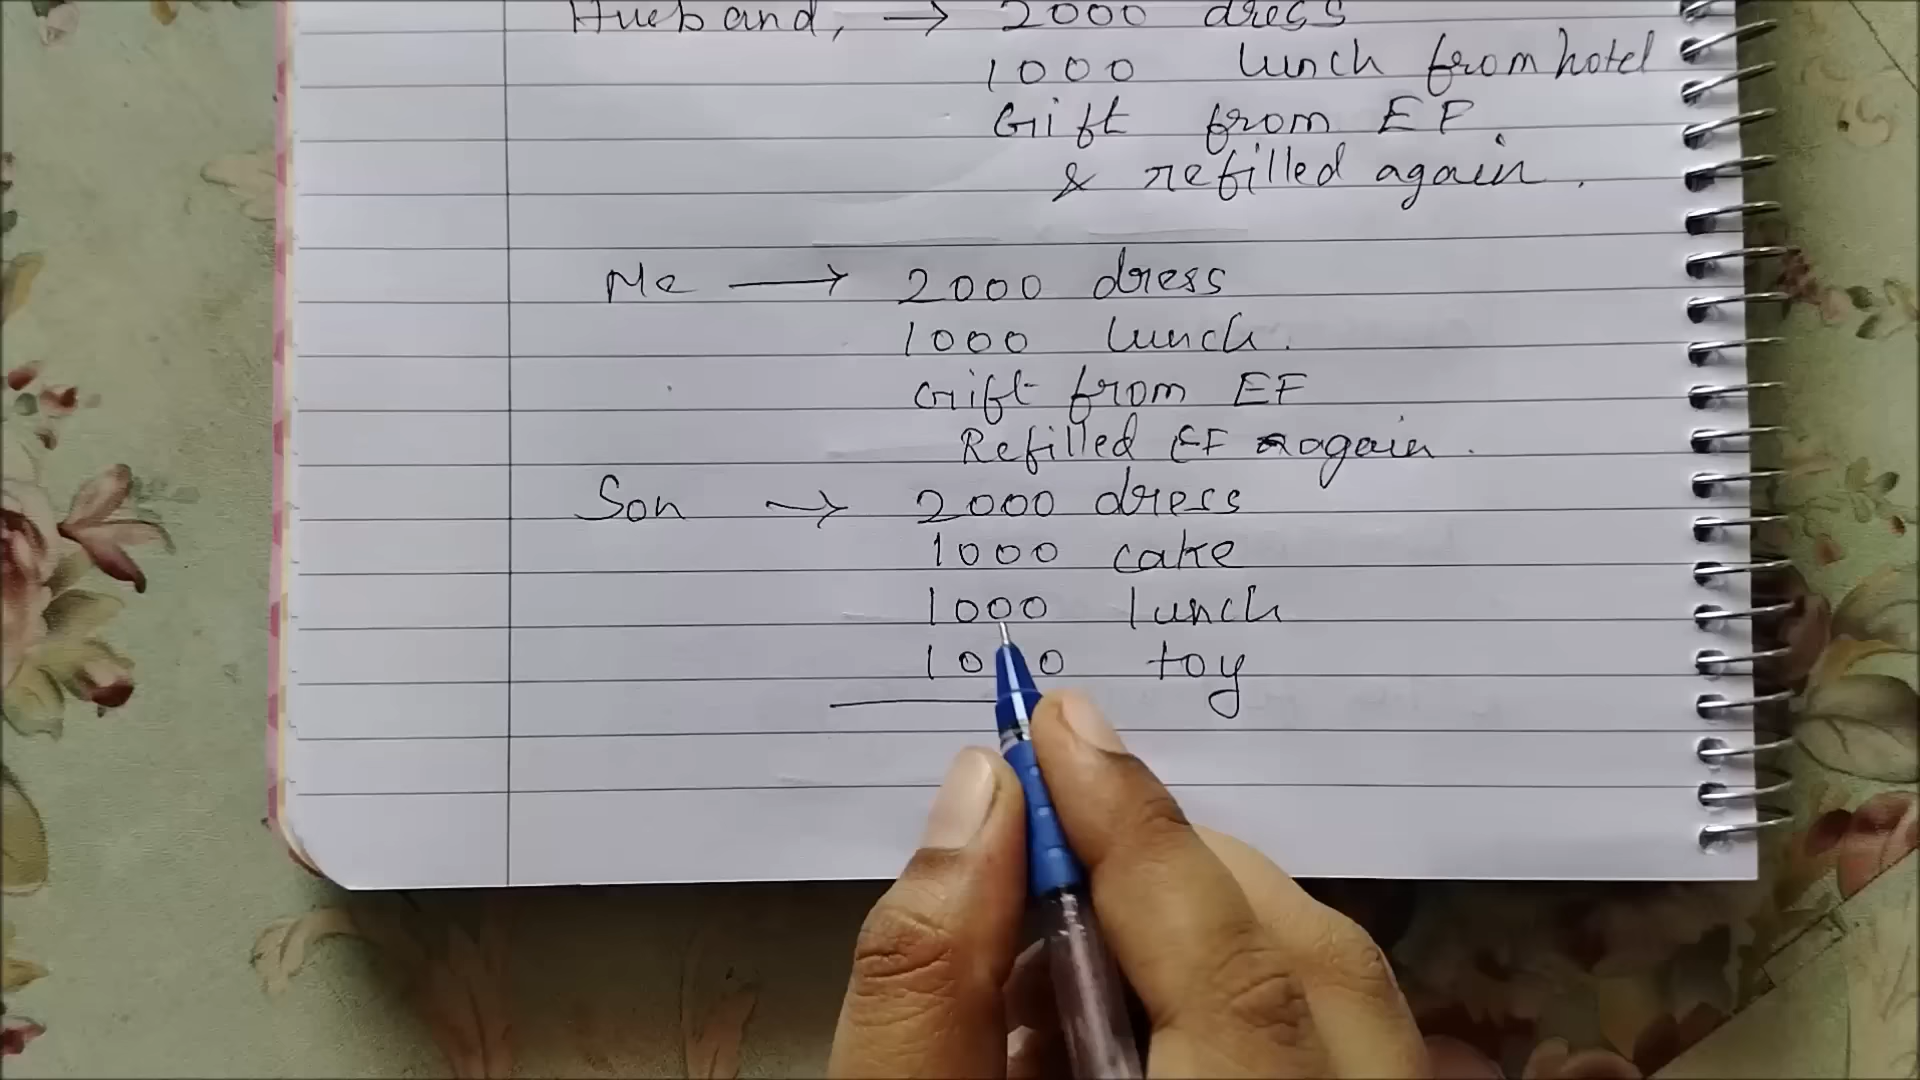 Husband, → 2000 dress
1000 lunch from hotel
Gift from EF.
& refilled again.
Me → 2000 dress
1000 lunch.
Gift from EF
Refilled EF again.
Son → 2000 dress
1000 cake
1000 lunch
1000 toy